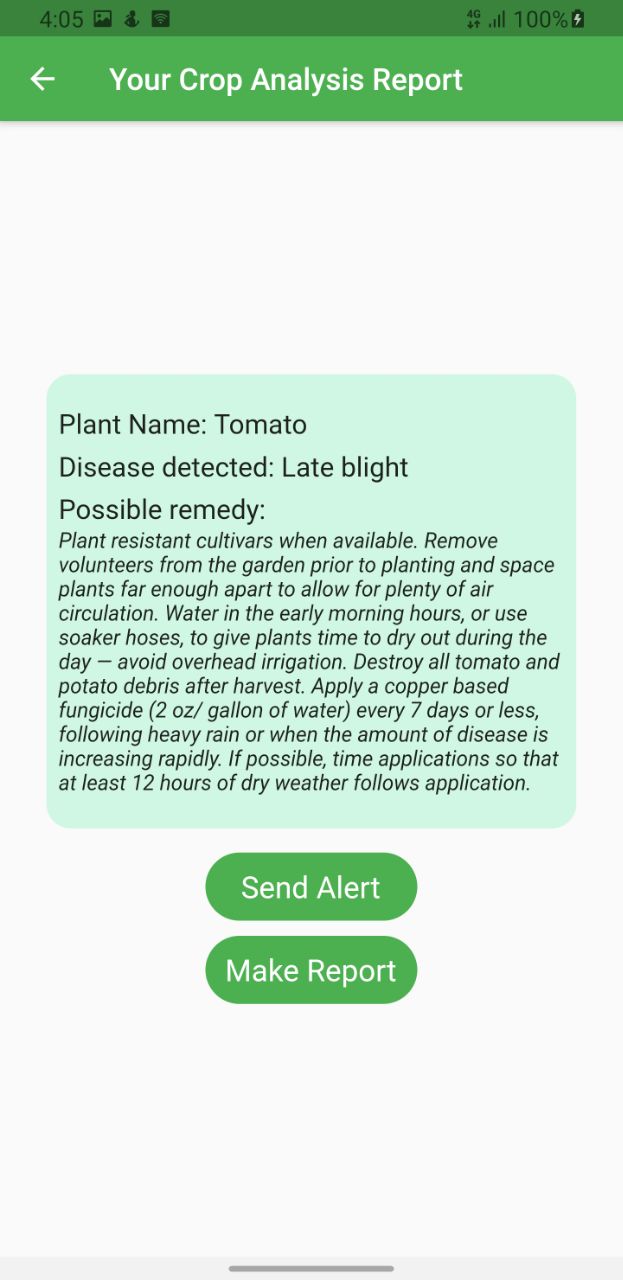 4:05 4G 100%
Your Crop Analysis Report
Plant Name: Tomato
Disease detected: Late blight
Possible remedy:
Plant resistant cultivars when available. Remove
volunteers from the garden prior to planting and space
plants far enough apart to allow for plenty of air
circulation. Water in the early morning hours, or use
soaker hoses, to give plants time to dry out during the
day — avoid overhead irrigation. Destroy all tomato and
potato debris after harvest. Apply a copper based
fungicide (2 oz/ gallon of water) every 7 days or less,
following heavy rain or when the amount of disease is
increasing rapidly. If possible, time applications so that
at least 12 hours of dry weather follows application.
Send Alert
Make Report